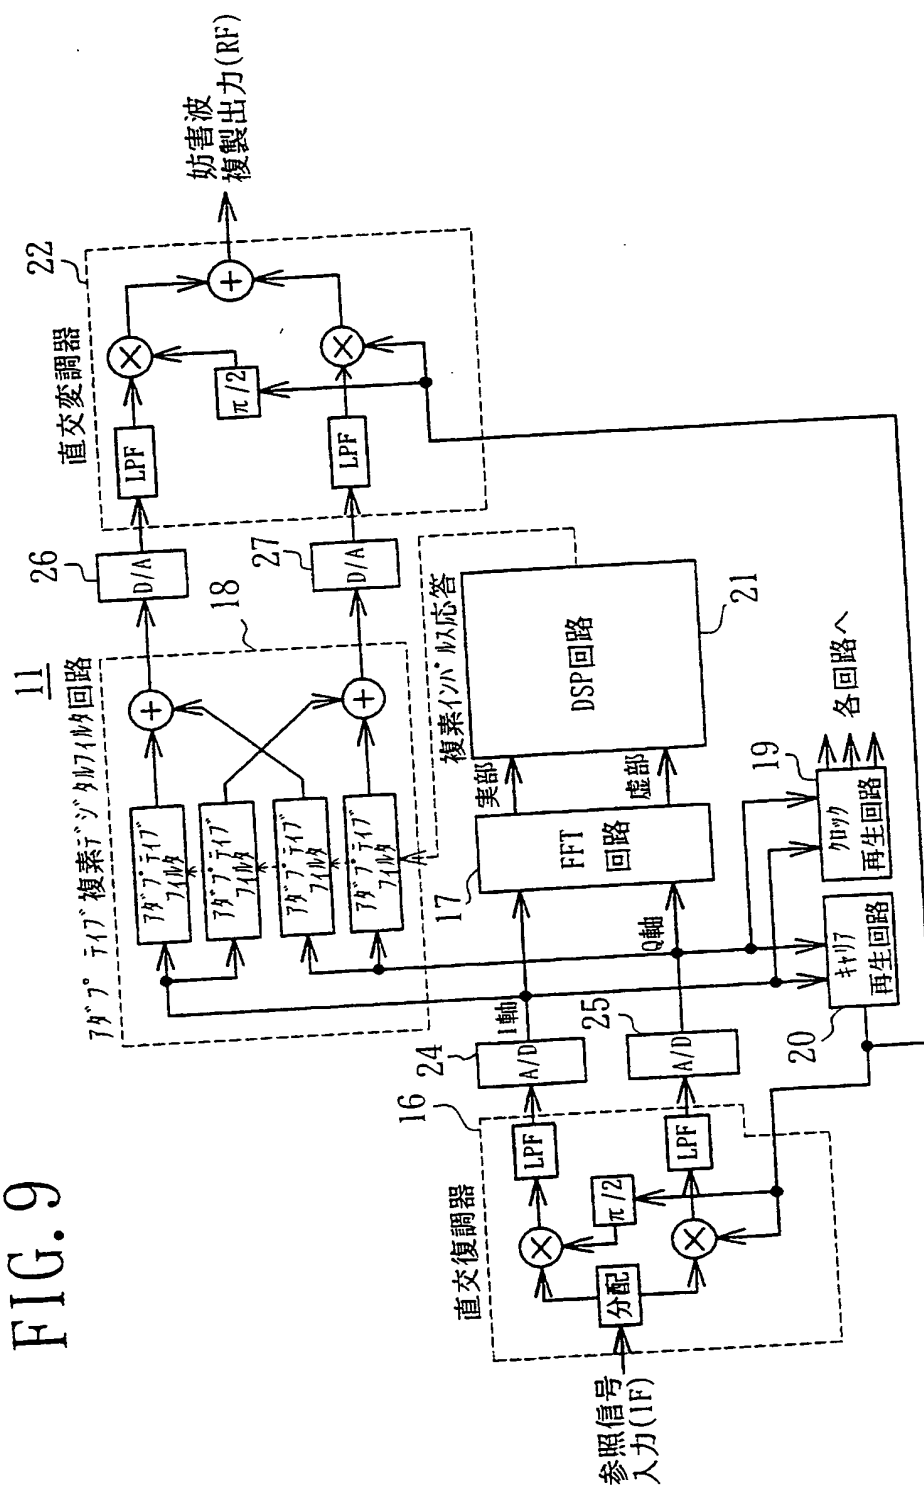 FIG. 9
11
参照信号
入力(IF)
直交復調器
16
分配
π/2
LPF
LPF
24
A/D
25
A/D
I軸
Q軸
アダプティブ複素デジタルフィルタ回路
18
アダプティブ
フィルタ
アダプティブ
フィルタ
アダプティブ
フィルタ
アダプティブ
フィルタ
17
FFT
回路
実部
虚部
DSP回路
21
複素インパルス応答
20
キャリア
再生回路
19
クロック
再生回路
各回路へ
26
D/A
27
D/A
直交変調器
22
LPF
LPF
π/2
妨害波
複製出力(RF)